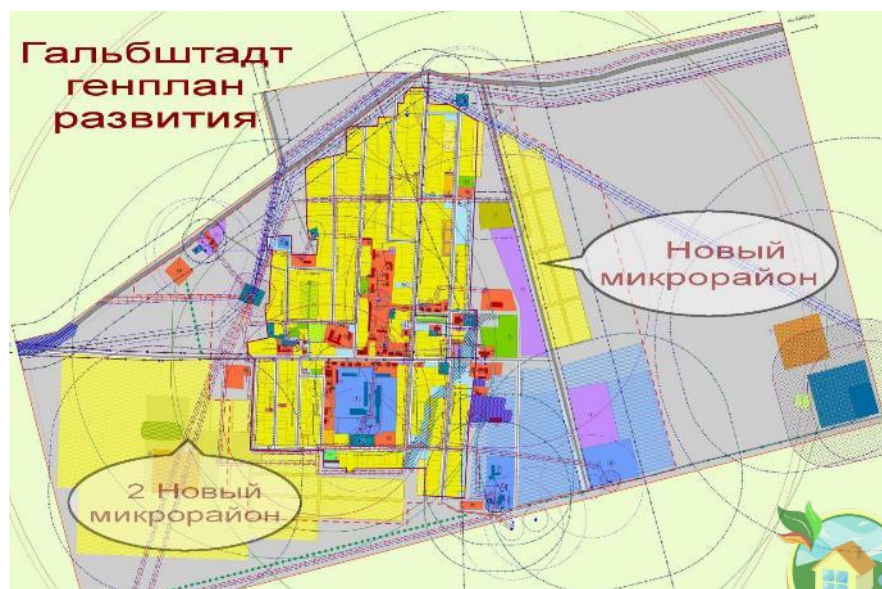 Гальбштадт
генплан
развития
Новый
микрорайон
2 Новый
микрорайон